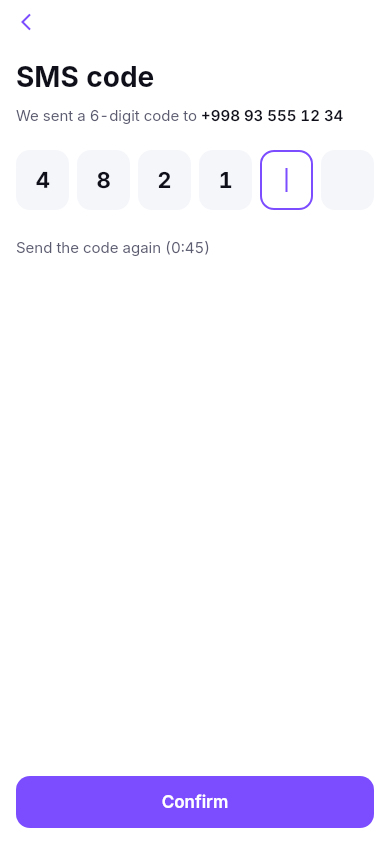 SMS code
We sent a 6-digit code to +998 93 555 12 34
4 8 2 1
Send the code again (0:45)
Confirm